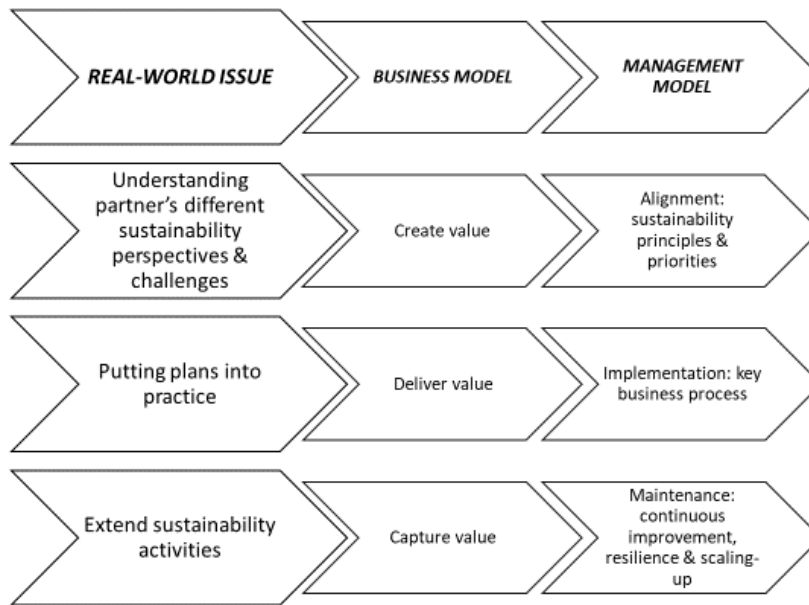 REAL-WORLD ISSUE
BUSINESS MODEL
MANAGEMENT
MODEL
Understanding
partner's different
sustainability
perspectives &
challenges
Create value
Alignment:
sustainability
principles &
priorities
Putting plans into
practice
Deliver value
Implementation: key
business process
Extend sustainability
activities
Capture value
Maintenance:
continuous
improvement,
resilience & scaling-
up